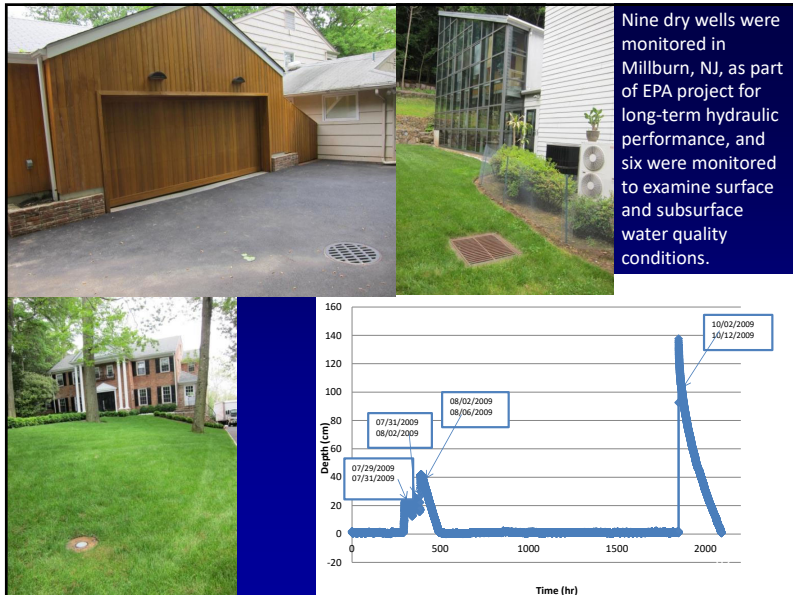 Nine dry wells were
monitored in
Millburn, NJ, as part
of EPA project for
long-term hydraulic
performance, and
six were monitored
to examine surface
and subsurface
water quality
conditions.
160
140
120
100
80
60
40
20
0
-20
Depth (cm)
07/29/2009
07/31/2009
07/31/2009
08/02/2009
08/02/2009
08/06/2009
10/02/2009
10/12/2009
0 500 1000 1500 2000
Time (hr)